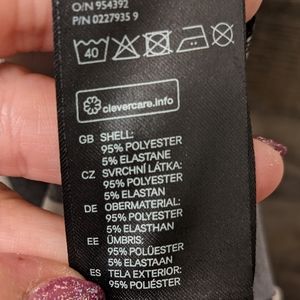 O/N 954392
P/N 0227935 9
40
clevercare.info
GB SHELL:
95% POLYESTER
5% ELASTANE
CZ SVRCHNÍ LÁTKA:
95% POLYESTER
5% ELASTAN
DE OBERMATERIAL:
95% POLYESTER
5% ELASTHAN
EE ÜMBRIS:
95% POLÜESTER
5% ELASTAAN
ES TELA EXTERIOR:
95% POLIÉSTER